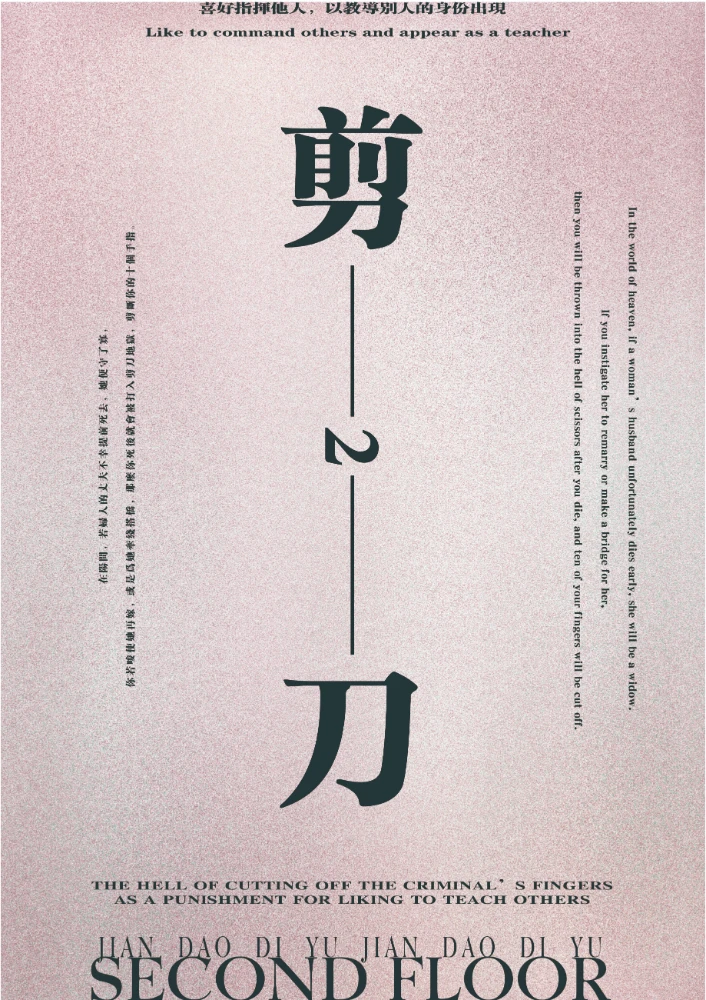 喜好指揮他人，以教導別人的身份出現
Like to command others and appear as a teacher
剪
2
刀
In the world of heaven, if a woman’s husband unfortunately dies early, she will be a widow.
If you instigate her to remarry or make a bridge for her,
then you will be thrown into the hell of scissors after you die, and ten of your fingers will be cut off.
在陽間，若婦人的丈夫不幸提前死去，她便守了寡，
你若唆使她再嫁，或是爲她牽綫搭橋，那麽你死後就會被打入剪刀地獄，剪斷你的十個手指。
THE HELL OF CUTTING OFF THE CRIMINAL’S FINGERS
AS A PUNISHMENT FOR LIKING TO TEACH OTHERS
JIAN DAO DI YU JIAN DAO DI YU
SECOND FLOOR